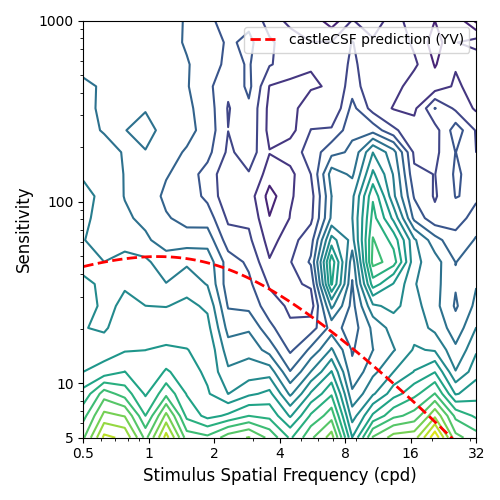 1000
castleCSF prediction (YV)
100
10
5
Sensitivity
0.5 1 2 4 8 16 32
Stimulus Spatial Frequency (cpd)